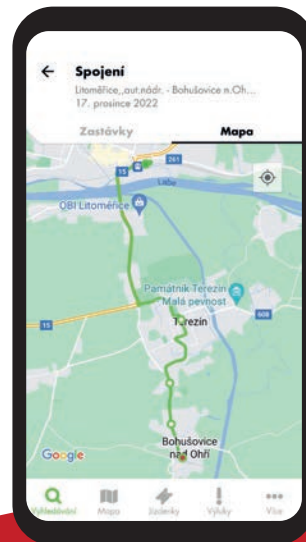 Spojení
Litoměřice,,aut.nádr. - Bohušovice n.Oh...
17. prosince 2022
Zastávky
Mapa
261
15
Labe
OBI Litoměřice
Památník Terezín
Malá pevnost
Terezín
608
15
Bohušovice
nad Ohří
Google
Vyhledávání
Mapa
Jízdenky
Výluky
Více